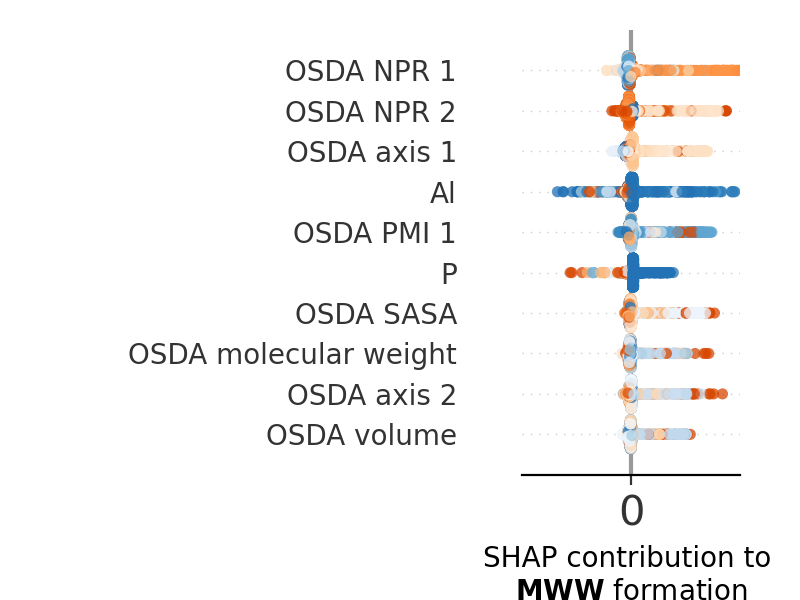 OSDA NPR 1
OSDA NPR 2
OSDA axis 1
Al
OSDA PMI 1
P
OSDA SASA
OSDA molecular weight
OSDA axis 2
OSDA volume
0
SHAP contribution to
MWW formation